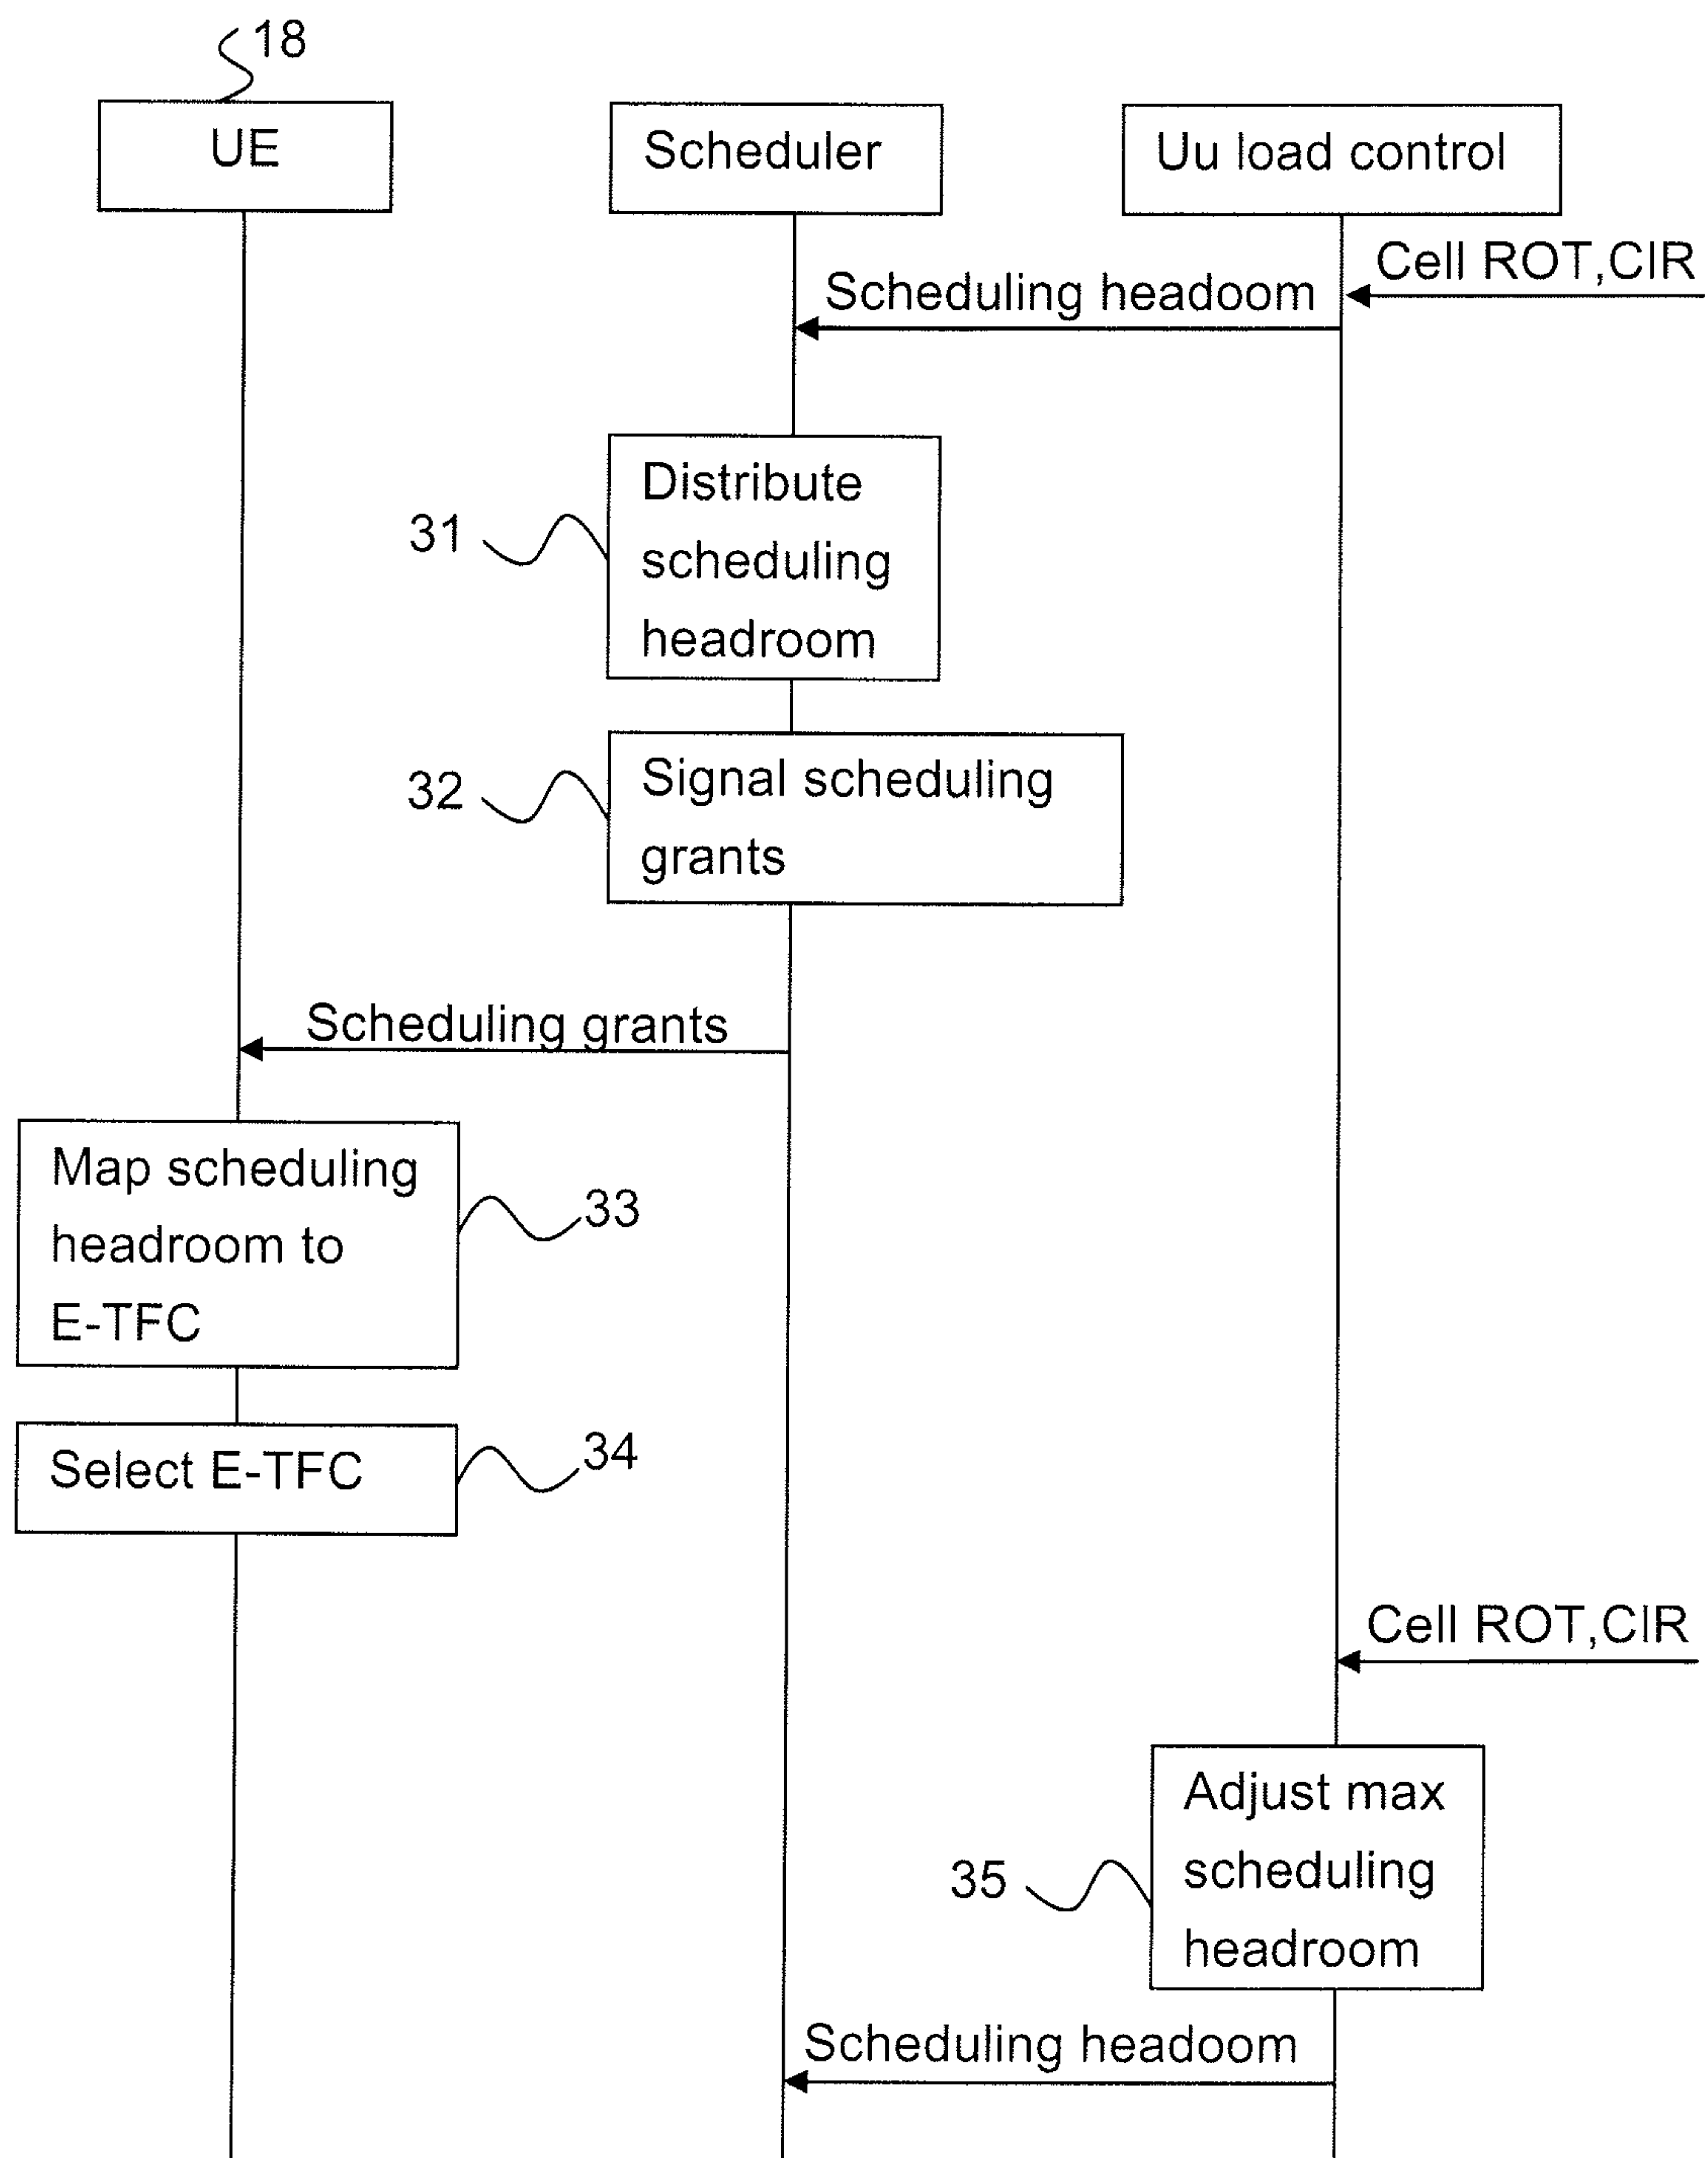 18
UE
Scheduler
Uu load control
Cell ROT,CIR
Scheduling headoom
31
Distribute
scheduling
headroom
32
Signal scheduling
grants
Scheduling grants
Map scheduling
headroom to
E-TFC
33
Select E-TFC
34
Cell ROT,CIR
35
Adjust max
scheduling
headroom
Scheduling headoom